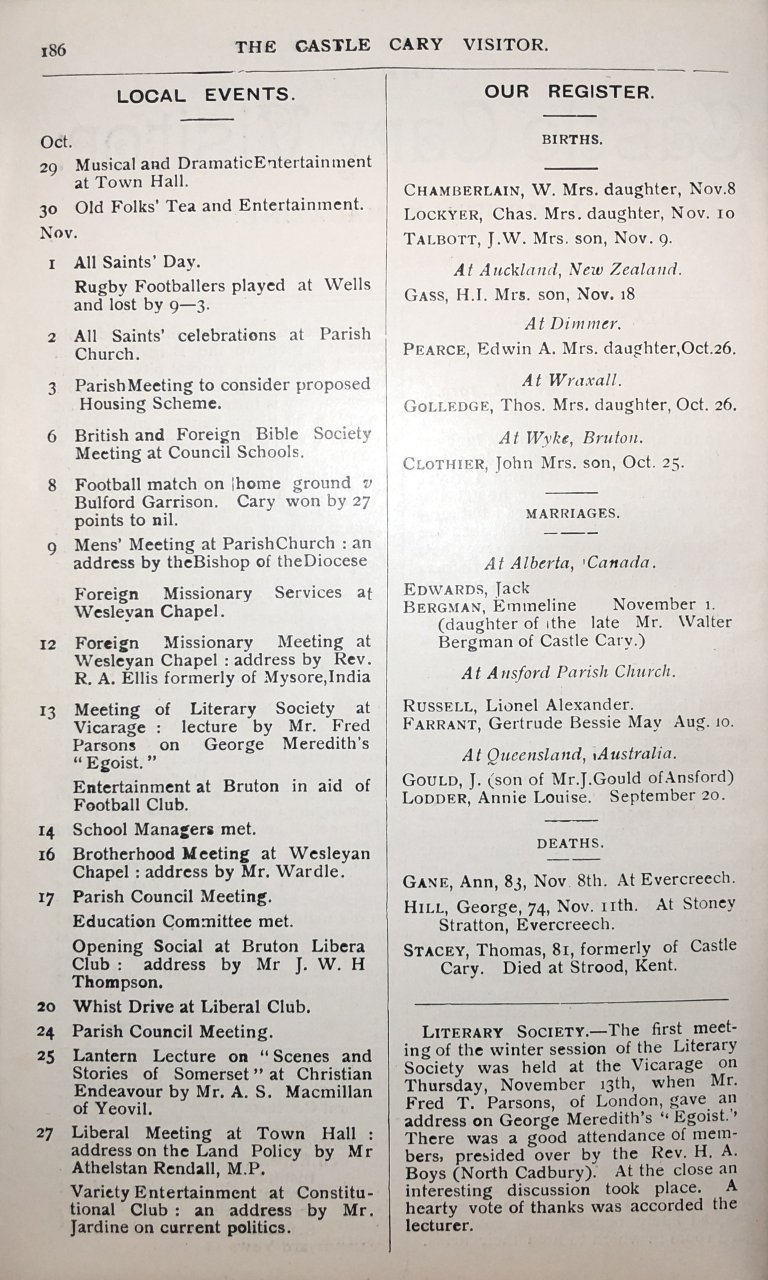 186
THE CASTLE CARY VISITOR.
LOCAL EVENTS.
Oct.
29 Musical and DramaticEntertainment
at Town Hall.
30 Old Folks' Tea and Entertainment.
Nov.
1 All Saints' Day.
Rugby Footballers played at Wells
and lost by 9—3.
2 All Saints' celebrations at Parish
Church.
3 ParishMeeting to consider proposed
Housing Scheme.
6 British and Foreign Bible Society
Meeting at Council Schools.
8 Football match on home ground v
Bulford Garrison. Cary won by 27
points to nil.
9 Mens' Meeting at ParishChurch : an
address by theBishop of theDiocese
Foreign Missionary Services at
Wesleyan Chapel.
12 Foreign Missionary Meeting at
Wesleyan Chapel : address by Rev.
R. A. Ellis formerly of Mysore,India
13 Meeting of Literary Society at
Vicarage : lecture by Mr. Fred
Parsons on George Meredith's
"Egoist."
Entertainment at Bruton in aid of
Football Club.
14 School Managers met.
16 Brotherhood Meeting at Wesleyan
Chapel : address by Mr. Wardle.
17 Parish Council Meeting.
Education Committee met.
Opening Social at Bruton Libera
Club : address by Mr J. W. H
Thompson.
20 Whist Drive at Liberal Club.
24 Parish Council Meeting.
25 Lantern Lecture on "Scenes and
Stories of Somerset" at Christian
Endeavour by Mr. A. S. Macmillan
of Yeovil.
27 Liberal Meeting at Town Hall :
address on the Land Policy by Mr
Athelstan Rendall, M.P.
Variety Entertainment at Constitu-
tional Club : an address by Mr.
Jardine on current politics.
OUR REGISTER.
BIRTHS.
CHAMBERLAIN, W. Mrs. daughter, Nov.8
LOCKYER, Chas. Mrs. daughter, Nov. 10
TALBOTT, J.W. Mrs. son, Nov. 9.
At Auckland, New Zealand.
GASS, H.I. Mrs. son, Nov. 18
At Dimmer.
PEARCE, Edwin A. Mrs. daughter,Oct.26.
At Wraxall.
GOLLEDGE, Thos. Mrs. daughter, Oct. 26.
At Wyke, Bruton.
CLOTHIER, John Mrs. son, Oct. 25.
MARRIAGES.
At Alberta, Canada.
EDWARDS, Jack
BERGMAN, Emmeline November 1.
(daughter of the late Mr. Walter
Bergman of Castle Cary.)
At Ansford Parish Church.
RUSSELL, Lionel Alexander.
FARRANT, Gertrude Bessie May Aug. 10.
At Queensland, Australia.
GOULD, J. (son of Mr.J.Gould ofAnsford)
LODDER, Annie Louise. September 20.
DEATHS.
GANE, Ann, 83, Nov 8th. At Evercreech.
HILL, George, 74, Nov. 11th. At Stoney
Stratton, Evercreech.
STACEY, Thomas, 81, formerly of Castle
Cary. Died at Strood, Kent.
LITERARY SOCIETY.—The first meet-
ing of the winter session of the Literary
Society was held at the Vicarage on
Thursday, November 13th, when Mr.
Fred T. Parsons, of London, gave an
address on George Meredith's "Egoist."
There was a good attendance of mem-
bers, presided over by the Rev. H. A.
Boys (North Cadbury). At the close an
interesting discussion took place. A
hearty vote of thanks was accorded the
lecturer.